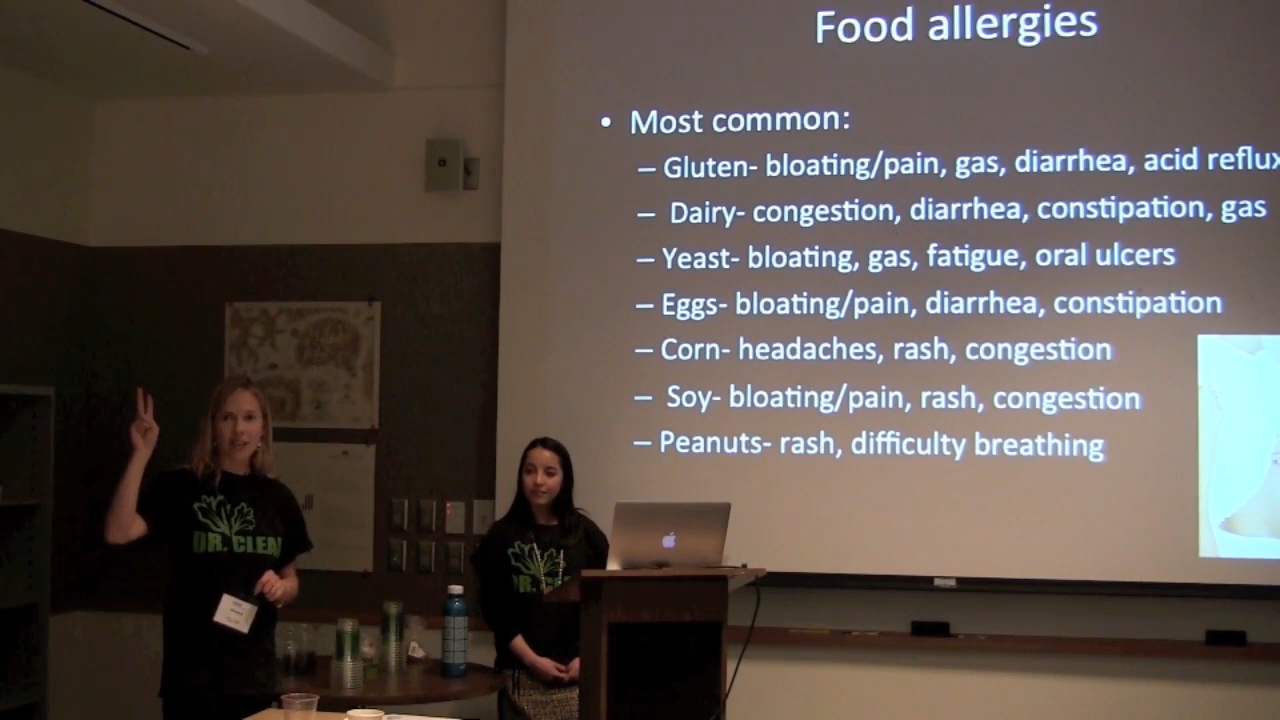 Food allergies
• Most common:
– Gluten- bloating/pain, gas, diarrhea, acid reflux
– Dairy- congestion, diarrhea, constipation, gas
– Yeast- bloating, gas, fatigue, oral ulcers
– Eggs- bloating/pain, diarrhea, constipation
– Corn- headaches, rash, congestion
– Soy- bloating/pain, rash, congestion
– Peanuts- rash, difficulty breathing
DR. CLEA
DR. C